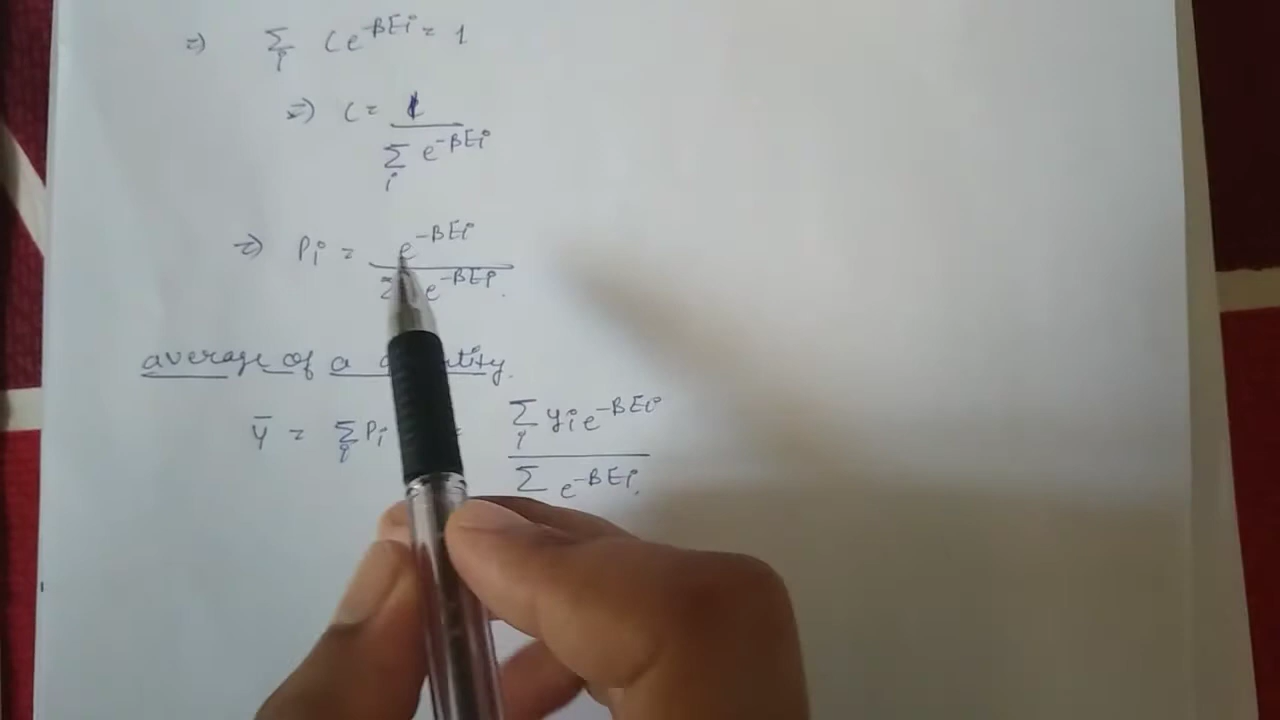 =) Σ_i C e^{-βEi} = 1
=) C = 1 / Σ_i e^{-βEi}
=) Pi = e^{-βEi} / Σ e^{-βEi}.
average of a
ȳ = Σ_i Pi = Σ_i yi e^{-βEi} / Σ e^{-βEi}.